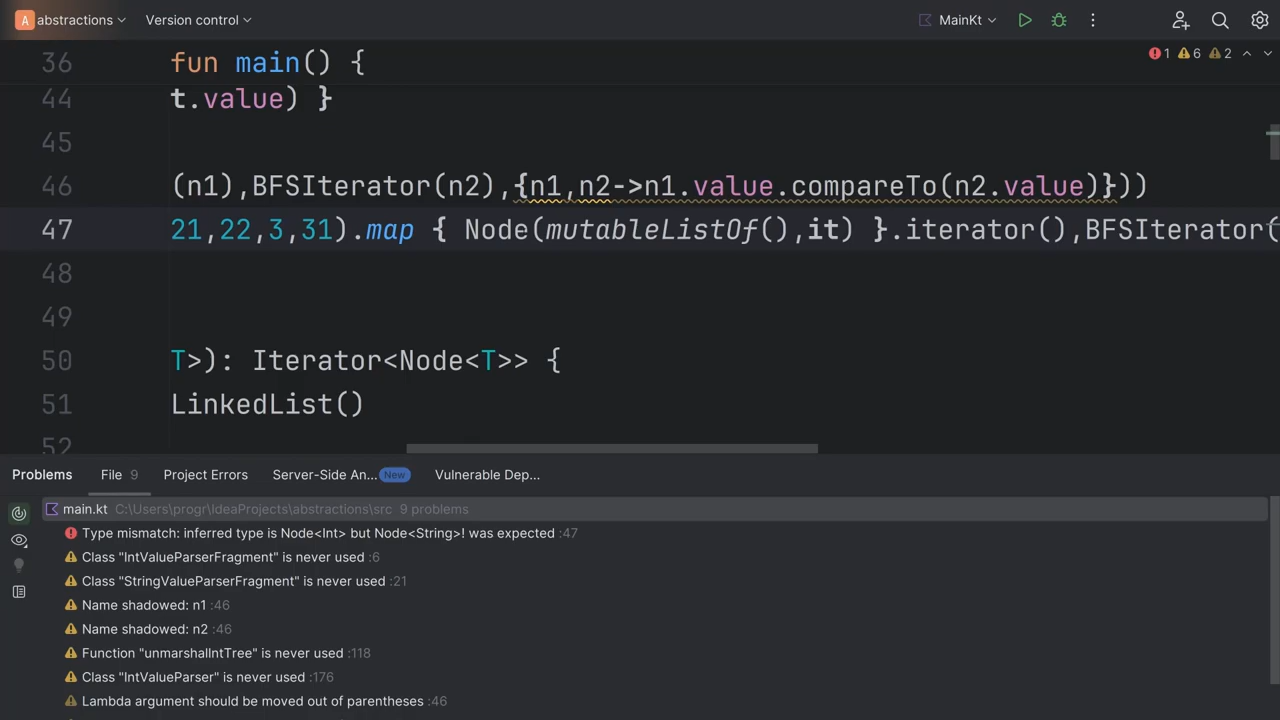 A abstractions Version control MainKt
36 fun main() { 1 6 2
44 t.value) }
45
46 (n1),BFSIterator(n2),{n1,n2->n1.value.compareTo(n2.value)}))
47 21,22,3,31).map { Node(mutableListOf(),it) }.iterator(),BFSIterator(
48
49
50 T>): Iterator<Node<T>> {
51 LinkedList()
52
Problems File 9 Project Errors Server-Side An... New Vulnerable Dep...
main.kt C:\Users\progr\IdeaProjects\abstractions\src 9 problems
Type mismatch: inferred type is Node<Int> but Node<String>! was expected :47
Class "IntValueParserFragment" is never used :6
Class "StringValueParserFragment" is never used :21
Name shadowed: n1 :46
Name shadowed: n2 :46
Function "unmarshalIntTree" is never used :118
Class "IntValueParser" is never used :176
Lambda argument should be moved out of parentheses :46